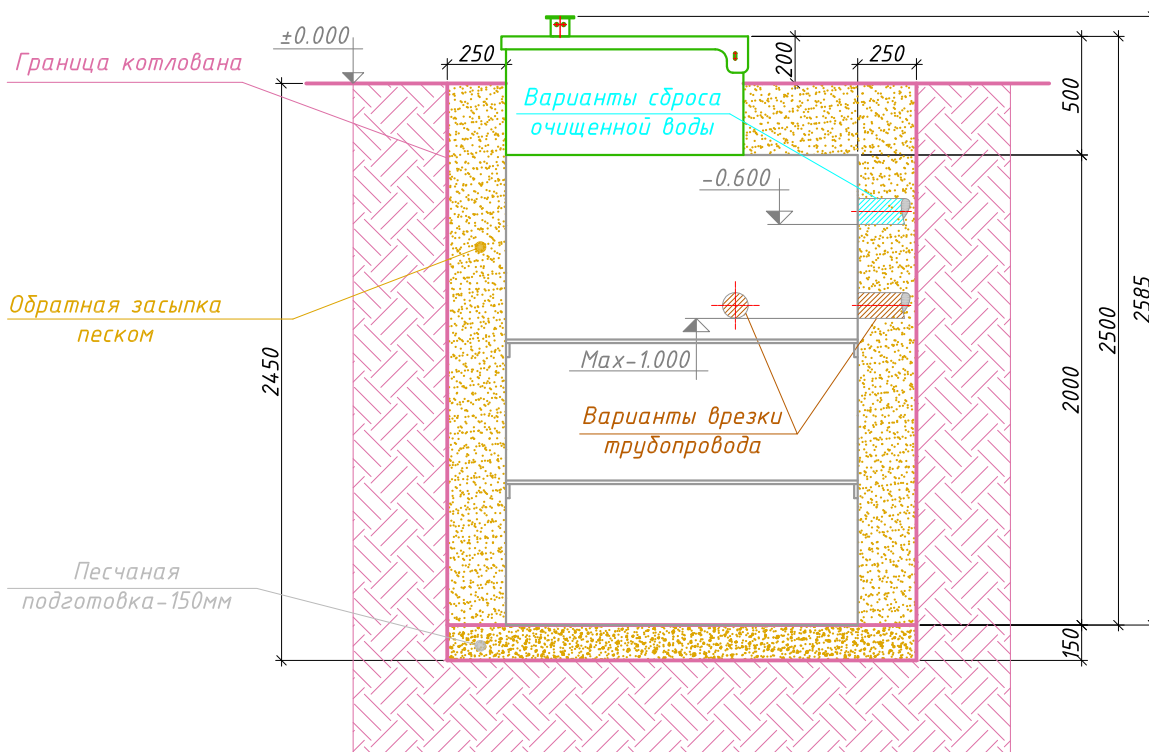 ±0.000
Граница котлована
250
200
250
500
Варианты сброса
очищенной воды
-0.600
2585
2500
Обратная засыпка
песком
2450
Max-1.000
2000
Варианты врезки
трубопровода
Песчаная
подготовка-150мм
150